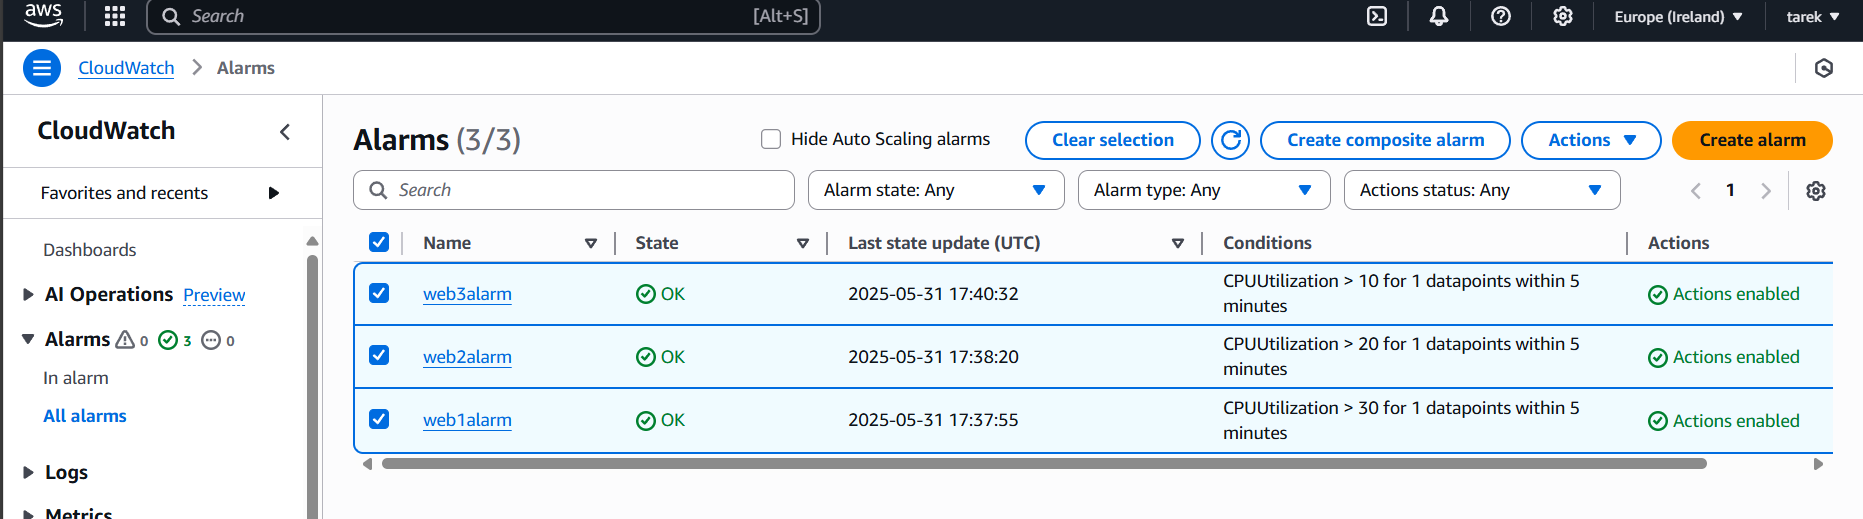 aws
Search [Alt+S]
Europe (Ireland)
tarek
CloudWatch
Alarms
CloudWatch
Favorites and recents
Dashboards
AI Operations Preview
Alarms 0 3 0
In alarm
All alarms
Logs
Metrics
Alarms (3/3)
Hide Auto Scaling alarms
Clear selection
Create composite alarm
Actions
Create alarm
Search
Alarm state: Any
Alarm type: Any
Actions status: Any
1
Name State Last state update (UTC) Conditions Actions
web3alarm OK 2025-05-31 17:40:32 CPUUtilization > 10 for 1 datapoints within 5
minutes
Actions enabled
web2alarm OK 2025-05-31 17:38:20 CPUUtilization > 20 for 1 datapoints within 5
minutes
Actions enabled
web1alarm OK 2025-05-31 17:37:55 CPUUtilization > 30 for 1 datapoints within 5
minutes
Actions enabled